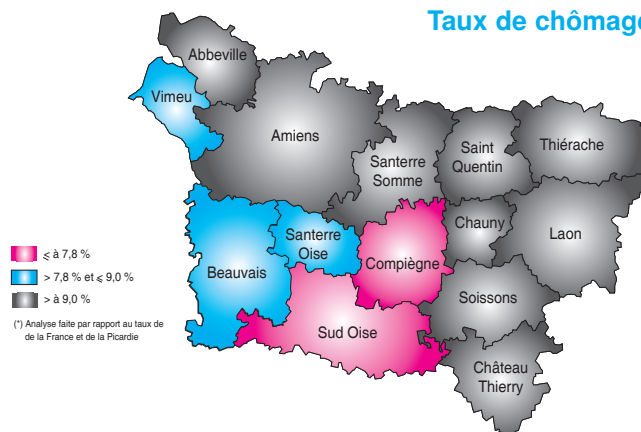 Taux de chômage
Abbeville
Vimeu
Amiens
Santerre
Somme
Saint
Quentin
Thiérache
Beauvais
Santerre
Oise
Compiègne
Chauny
Laon
Soissons
Sud Oise
Château
Thierry
⩽ à 7,8 %
> 7,8 % et ⩽ 9,0 %
> à 9,0 %
(*) Analyse faite par rapport au taux de
de la France et de la Picardie